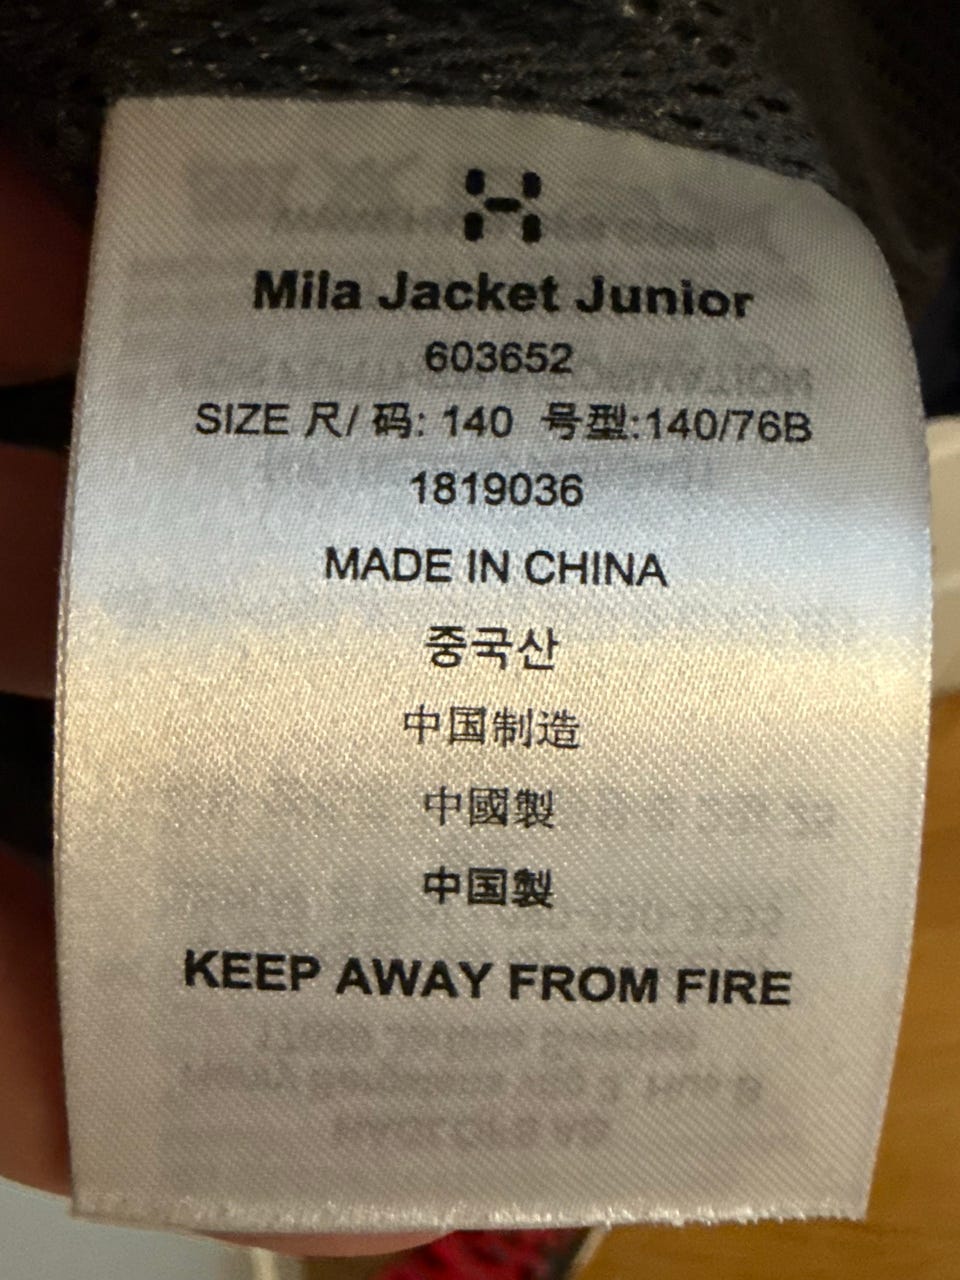 Mila Jacket Junior
603652
SIZE 尺/ 码: 140 号型:140/76B
1819036
MADE IN CHINA
중국산
中国制造
中國製
中国製
KEEP AWAY FROM FIRE